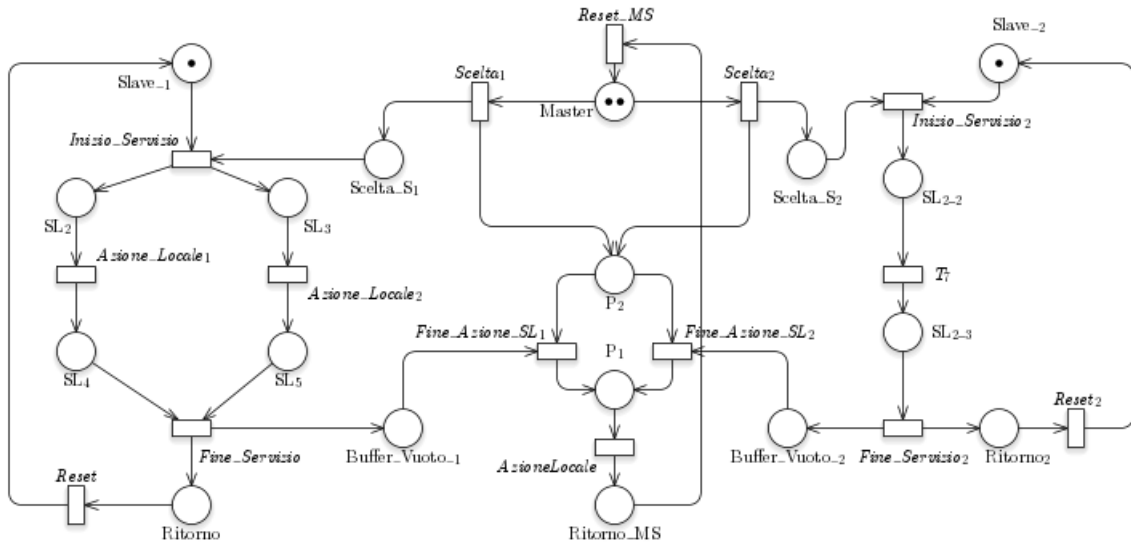 Reset_MS
Slave_2
Slave_1
Scelta₁
Scelta₂
Master
Inizio_Servizio
Inizio_Servizio₂
Scelta_S₁
Scelta_S₂
SL₂
SL₃
SL₂₋₂
Azione_Locale₁
Azione_Locale₂
T₇
P₂
Fine_Azione_SL₁
Fine_Azione_SL₂
SL₂₋₃
P₁
SL₄
SL₅
Reset₂
Fine_Servizio
Buffer_Vuoto_1
AzioneLocale
Buffer_Vuoto_2
Fine_Servizio₂
Ritorno₂
Reset
Ritorno
Ritorno_MS